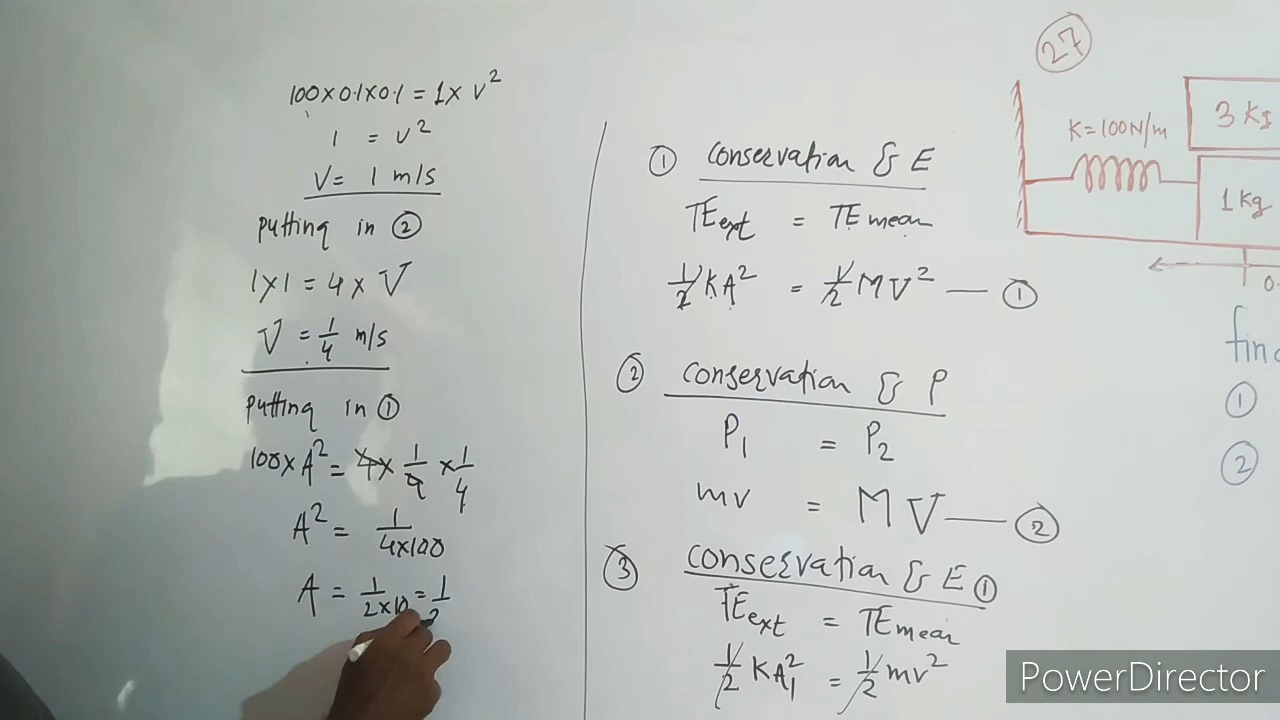 100×0.1×0.1 = 1× v²
1 = v²
V = 1 m/s
putting in ②
1×1 = 4× V
V = 1/4 m/s
putting in ①
100×A² = 4× 1/4 × 1/4
A² = 1/4×100
A = 1/2×10 = 1/2
① conservation of E
TEext = TEmean
1/2 KA² = 1/2 MV² — ①
② conservation of P
P₁ = P₂
mv = MV — ②
③ conservation of E①
TEext = TEmean
1/2 KA₁² = 1/2 mv²
27
3 Kg
K=100N/m
1 Kg
0.
find
①
②
PowerDirector